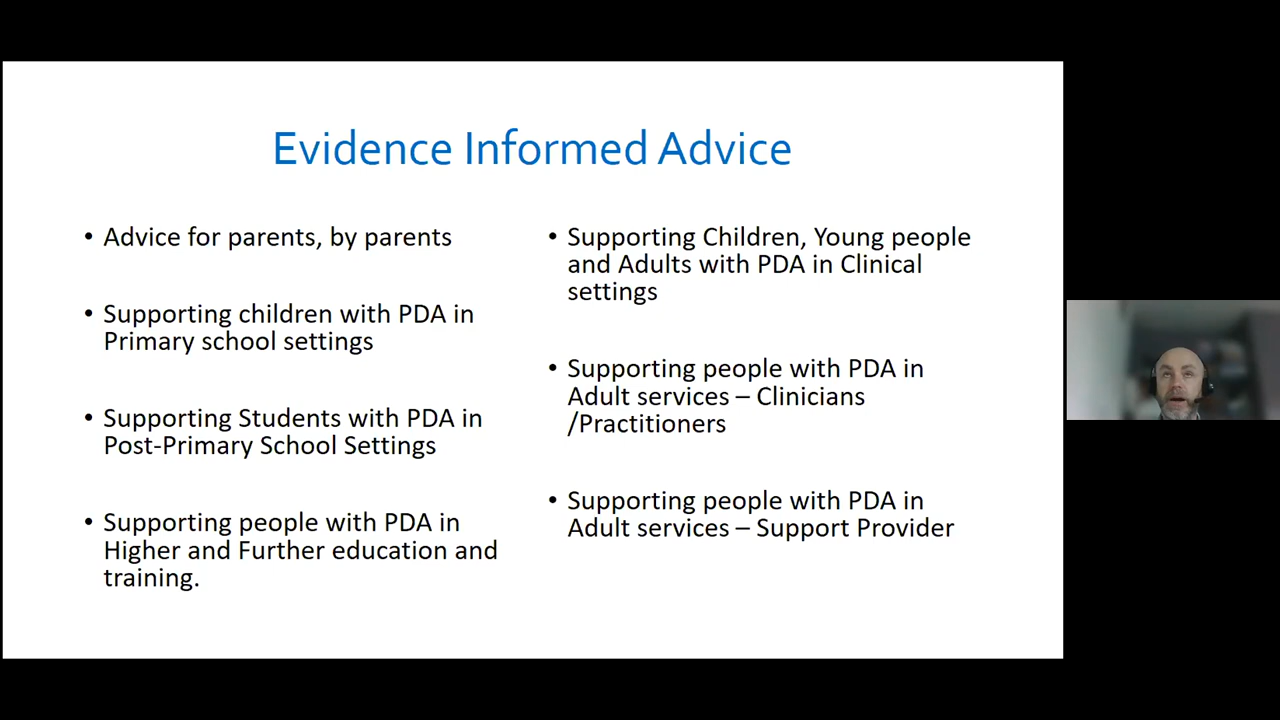 Evidence Informed Advice
• Advice for parents, by parents
• Supporting children with PDA in
Primary school settings
• Supporting Students with PDA in
Post-Primary School Settings
• Supporting people with PDA in
Higher and Further education and
training.
• Supporting Children, Young people
and Adults with PDA in Clinical
settings
• Supporting people with PDA in
Adult services – Clinicians
/Practitioners
• Supporting people with PDA in
Adult services – Support Provider